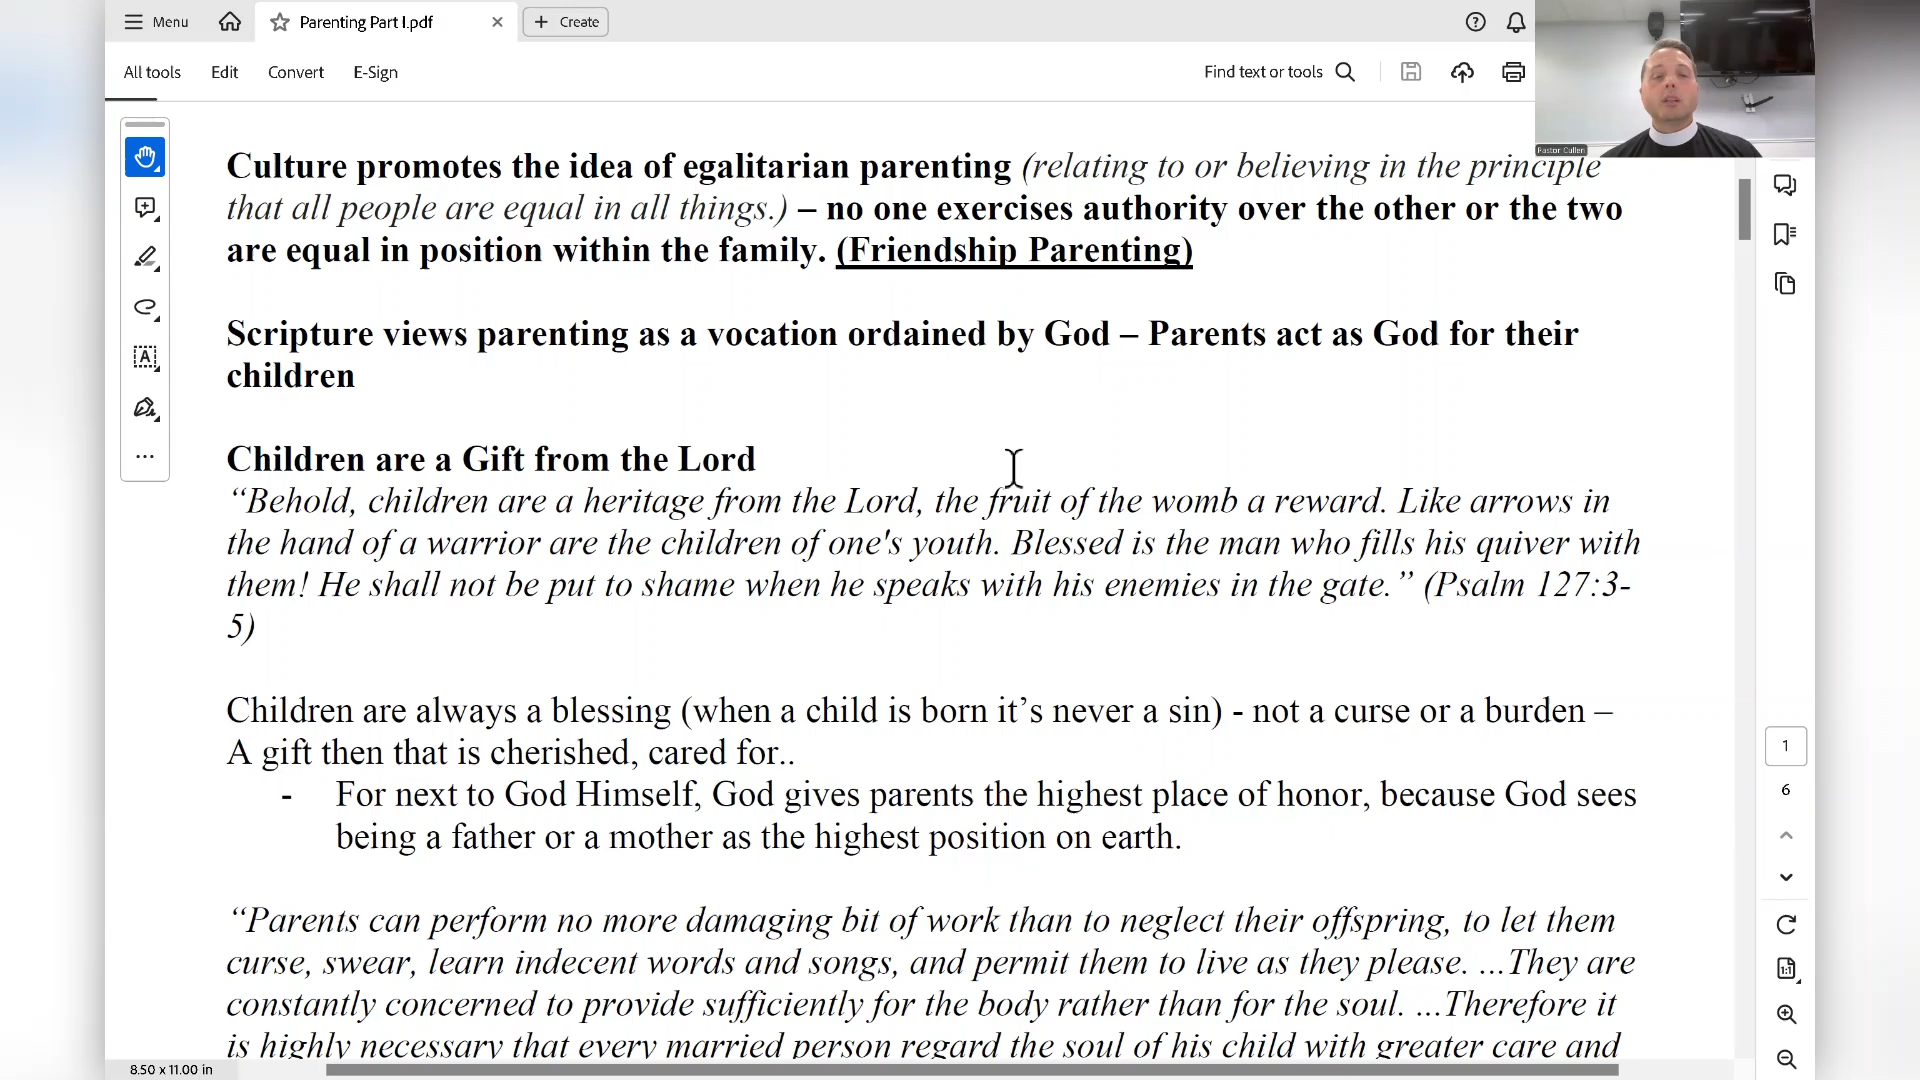 Menu
Parenting Part I.pdf
Create
All tools
Edit
Convert
E-Sign
Find text or tools
Pastor Cullen
Culture promotes the idea of egalitarian parenting (relating to or believing in the principle
that all people are equal in all things.) – no one exercises authority over the other or the two
are equal in position within the family. (Friendship Parenting)
Scripture views parenting as a vocation ordained by God – Parents act as God for their
children
Children are a Gift from the Lord
“Behold, children are a heritage from the Lord, the fruit of the womb a reward. Like arrows in
the hand of a warrior are the children of one's youth. Blessed is the man who fills his quiver with
them! He shall not be put to shame when he speaks with his enemies in the gate.” (Psalm 127:3-
5)
Children are always a blessing (when a child is born it’s never a sin) - not a curse or a burden –
A gift then that is cherished, cared for..
- For next to God Himself, God gives parents the highest place of honor, because God sees
being a father or a mother as the highest position on earth.
“Parents can perform no more damaging bit of work than to neglect their offspring, to let them
curse, swear, learn indecent words and songs, and permit them to live as they please. ...They are
constantly concerned to provide sufficiently for the body rather than for the soul. ...Therefore it
is highly necessary that every married person regard the soul of his child with greater care and
1
6
8.50 x 11.00 in